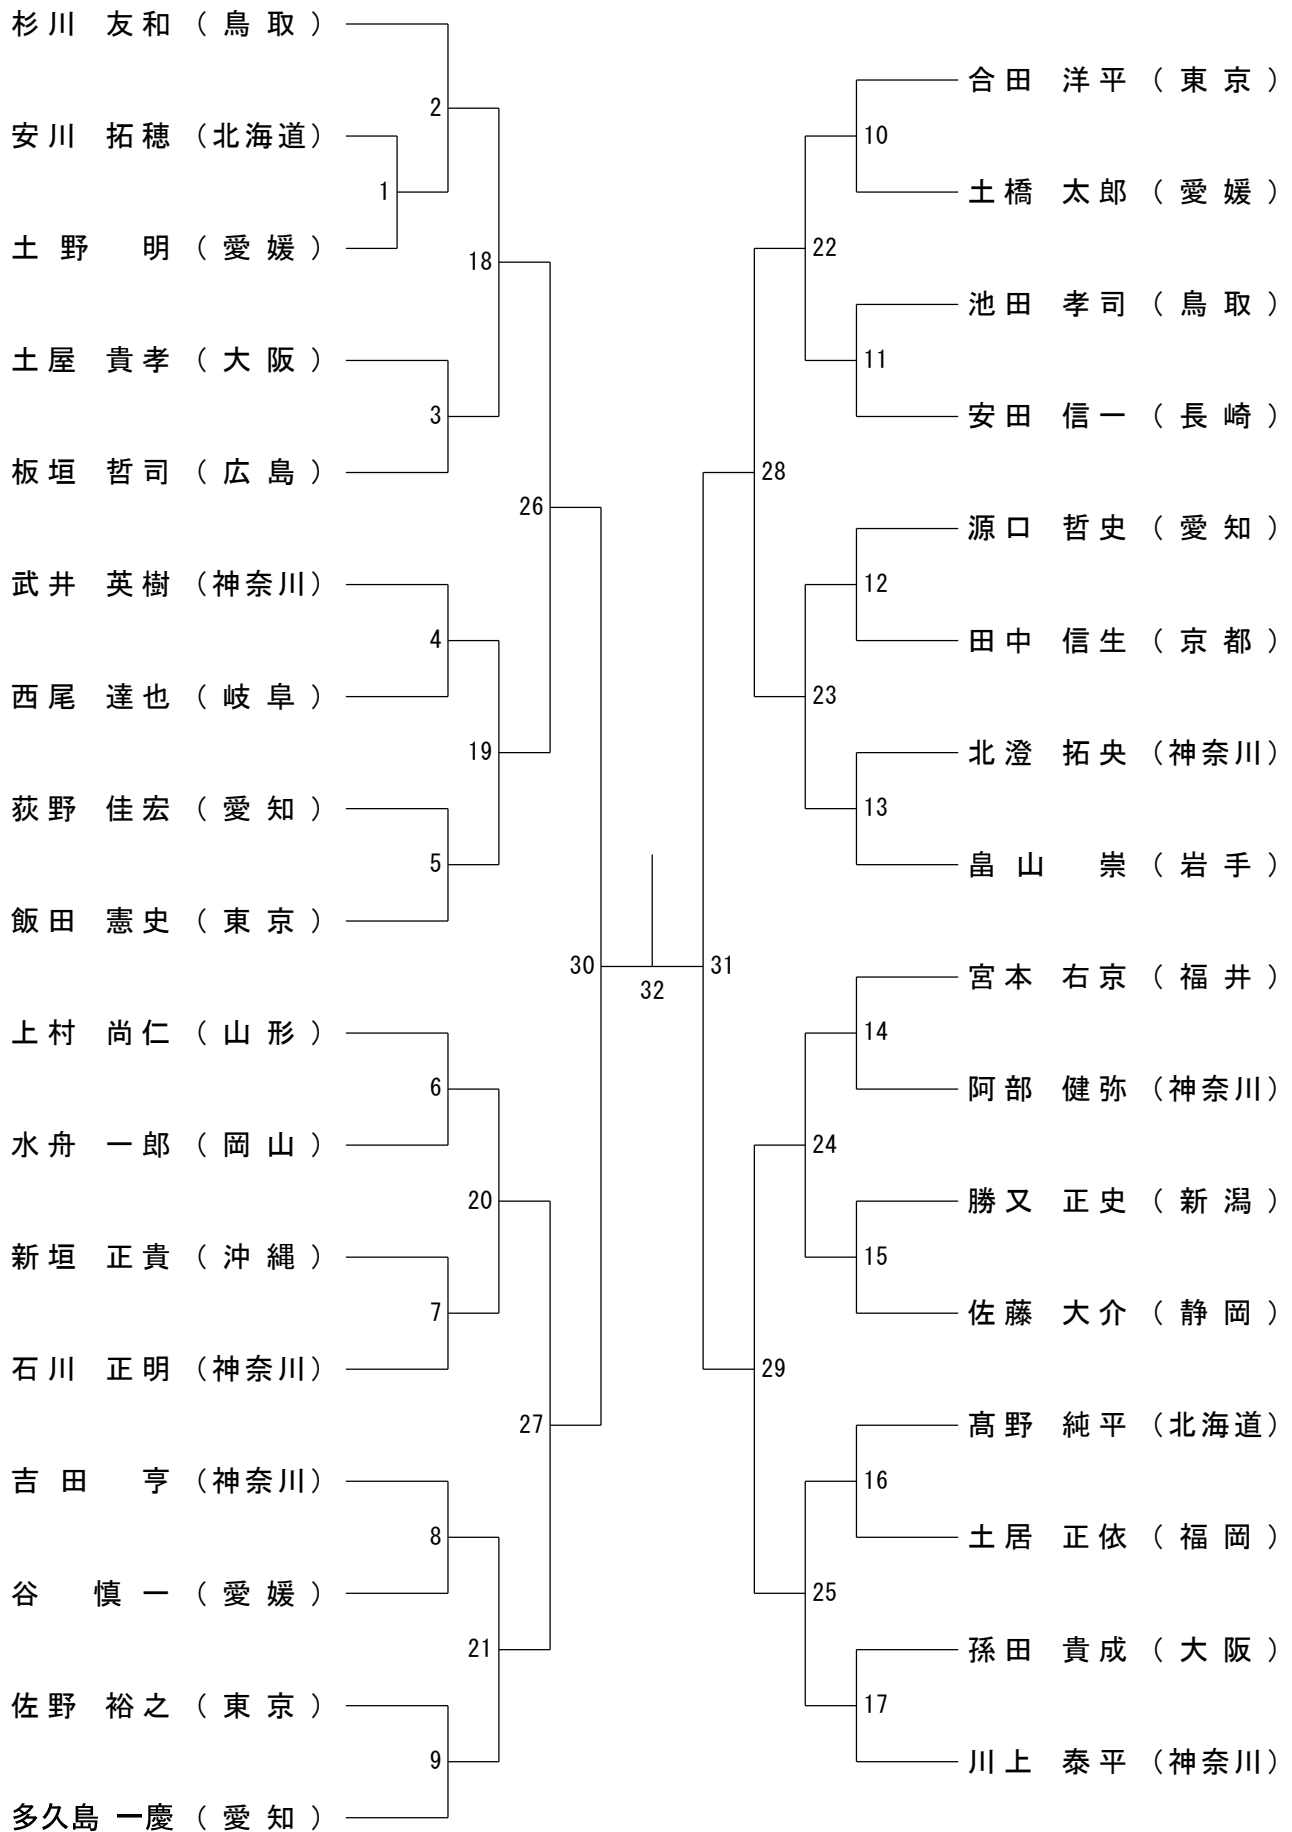 杉川 友和 （ 鳥 取 ）
安川 拓穂 （北海道）
土野 明 （ 愛 媛 ）
土屋 貴孝 （ 大 阪 ）
板垣 哲司 （ 広 島 ）
武井 英樹 （神奈川）
西尾 達也 （ 岐 阜 ）
荻野 佳宏 （ 愛 知 ）
飯田 憲史 （ 東 京 ）
上村 尚仁 （ 山 形 ）
水舟 一郎 （ 岡 山 ）
新垣 正貴 （ 沖 縄 ）
石川 正明 （神奈川）
吉田 亨 （神奈川）
谷 慎一 （ 愛 媛 ）
佐野 裕之 （ 東 京 ）
多久島 一慶 （ 愛 知 ）
1
2
3
4
5
6
7
8
9
18
19
20
21
26
27
30
32
31
28
29
22
23
24
25
10
11
12
13
14
15
16
17
合田 洋平 （ 東 京 ）
土橋 太郎 （ 愛 媛 ）
池田 孝司 （ 鳥 取 ）
安田 信一 （ 長 崎 ）
源口 哲史 （ 愛 知 ）
田中 信生 （ 京 都 ）
北澄 拓央 （神奈川）
畠山 崇 （ 岩 手 ）
宮本 右京 （ 福 井 ）
阿部 健弥 （神奈川）
勝又 正史 （ 新 潟 ）
佐藤 大介 （ 静 岡 ）
髙野 純平 （北海道）
土居 正依 （ 福 岡 ）
孫田 貴成 （ 大 阪 ）
川上 泰平 （神奈川）